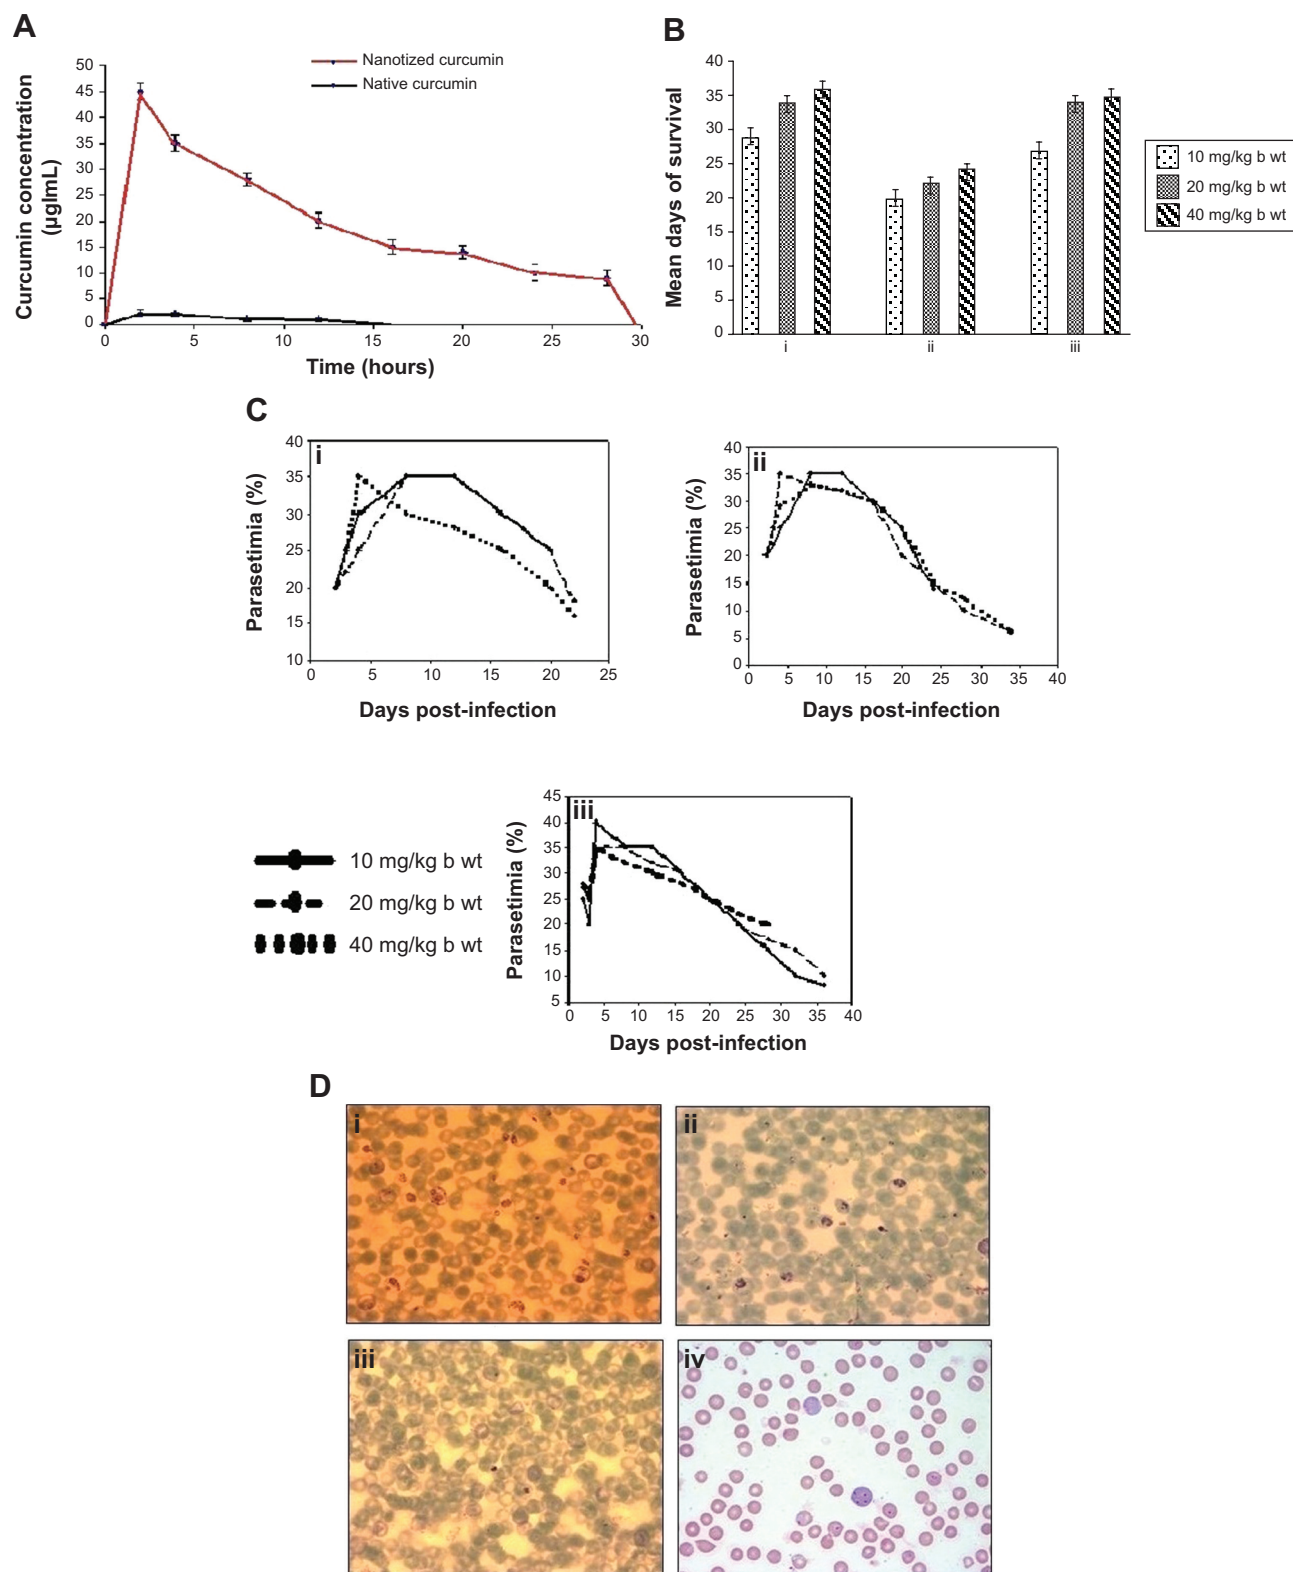 A
Nanotized curcumin
Native curcumin
Curcumin concentration
(µglmL)
50
45
40
35
30
25
20
15
10
5
0
0 5 10 15 20 25 30
Time (hours)
B
Mean days of survival
40
35
30
25
20
15
10
5
0
i ii iii
10 mg/kg b wt
20 mg/kg b wt
40 mg/kg b wt
C
i
Parasetimia (%)
40
35
30
25
20
15
10
0 5 10 15 20 25
Days post-infection
ii
Parasetimia (%)
40
35
30
25
20
15
10
5
0
0 5 10 15 20 25 30 35 40
Days post-infection
10 mg/kg b wt
20 mg/kg b wt
40 mg/kg b wt
iii
Parasetimia (%)
45
40
35
30
25
20
15
10
5
0 5 10 15 20 25 30 35 40
Days post-infection
D
i
ii
iii
iv